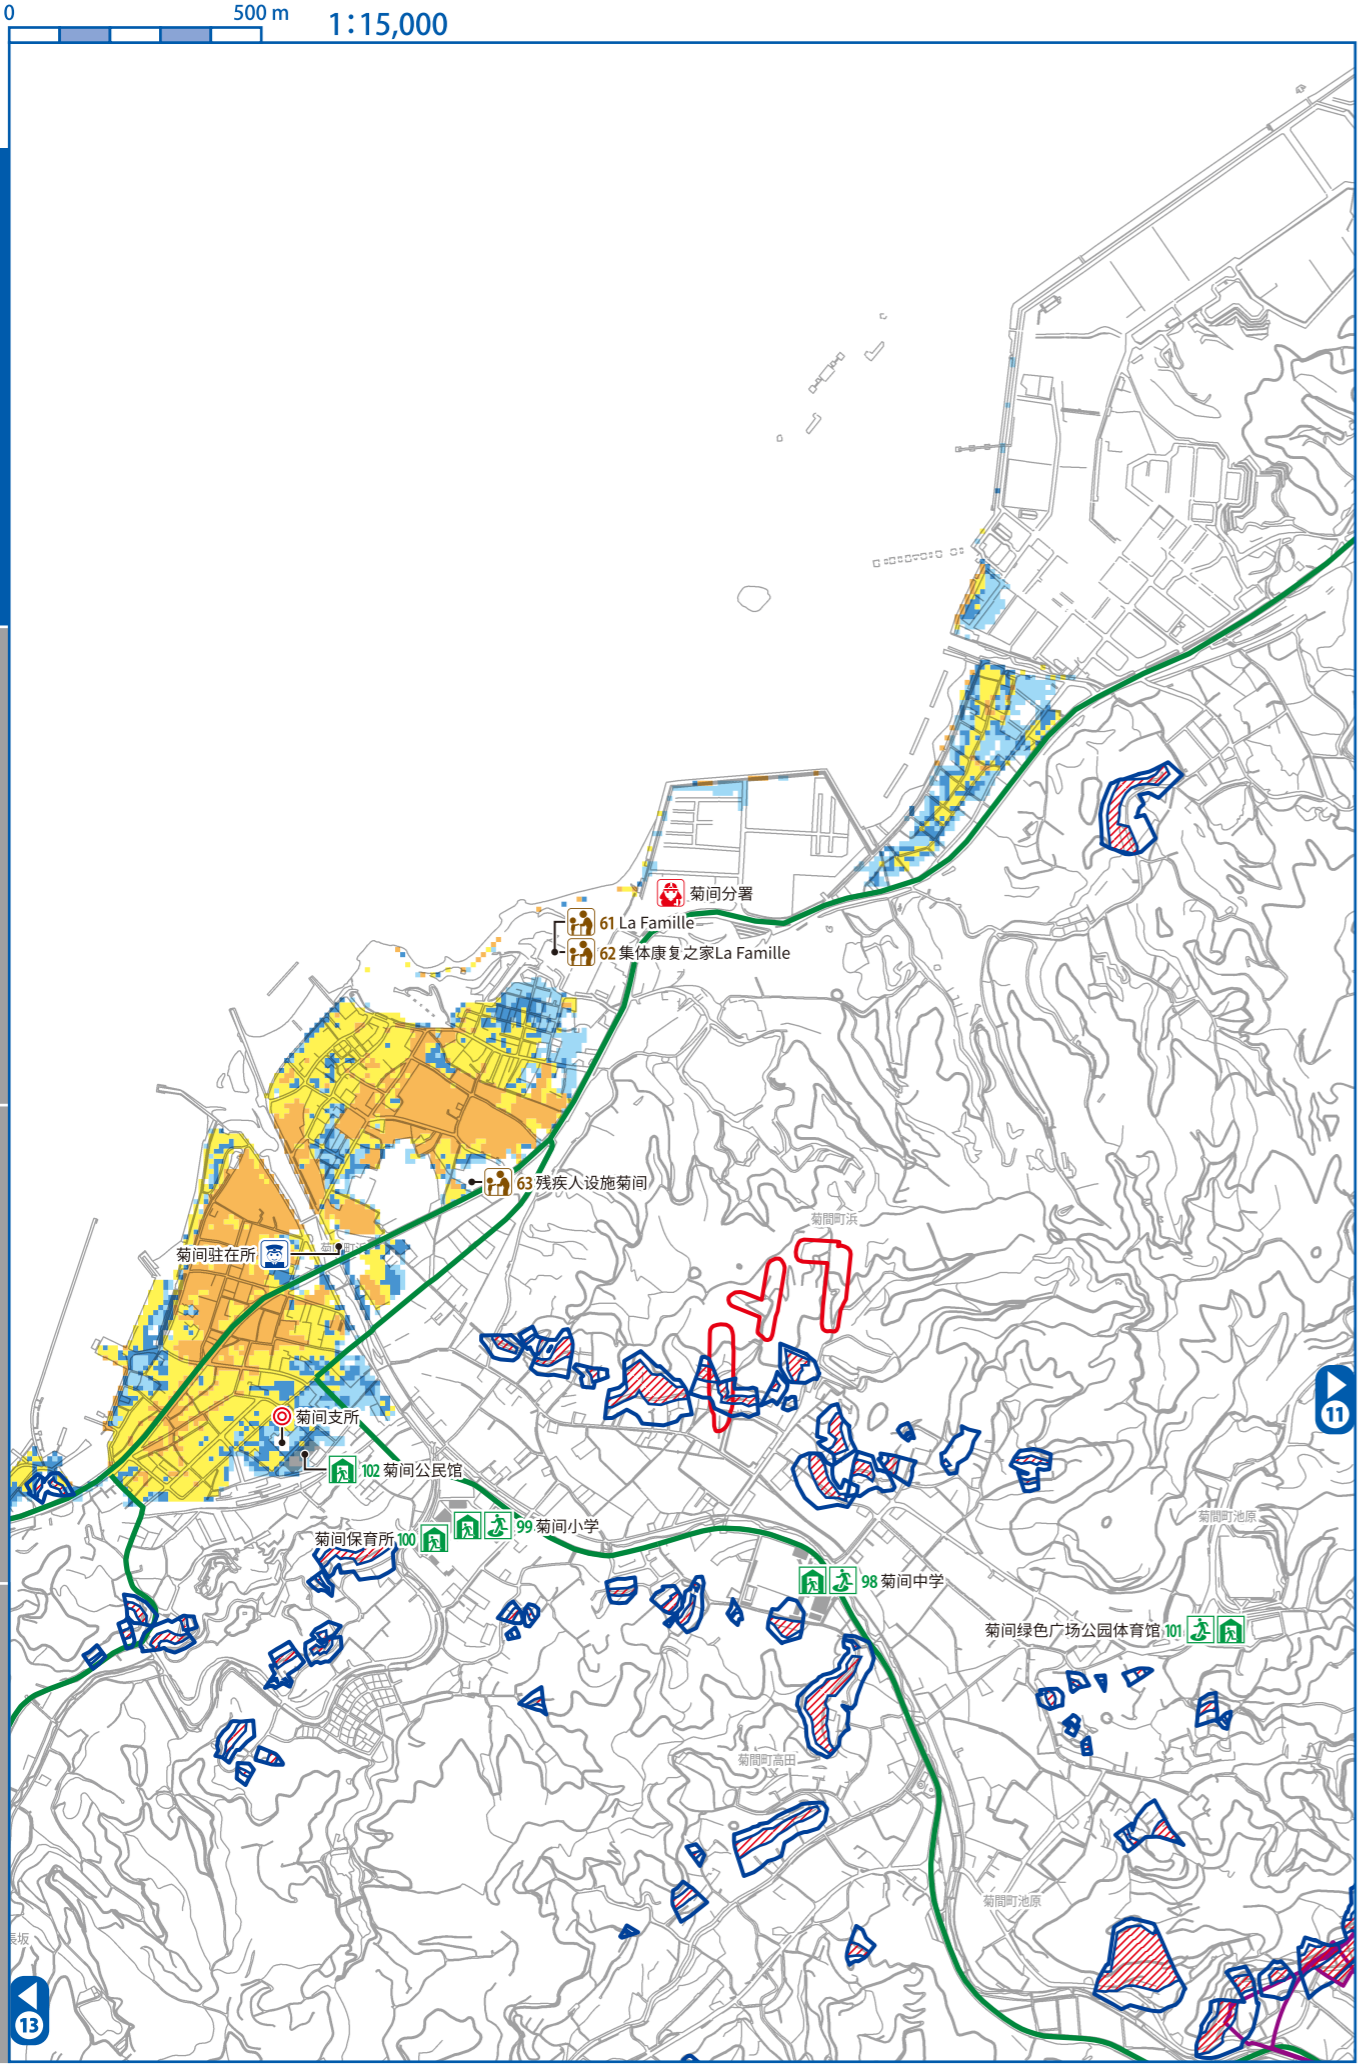 0
500 m
1:15,000
菊间分署
61 La Famille
62 集体康复之家La Famille
63 残疾人设施菊间
菊間町浜
菊间驻在所
11
菊间支所
102 菊间公民馆
菊間町池原
99 菊间小学
菊间保育所 100
98 菊间中学
菊间绿色广场公园体育馆 101
菊間町高田
菊間町池原
長坂
13